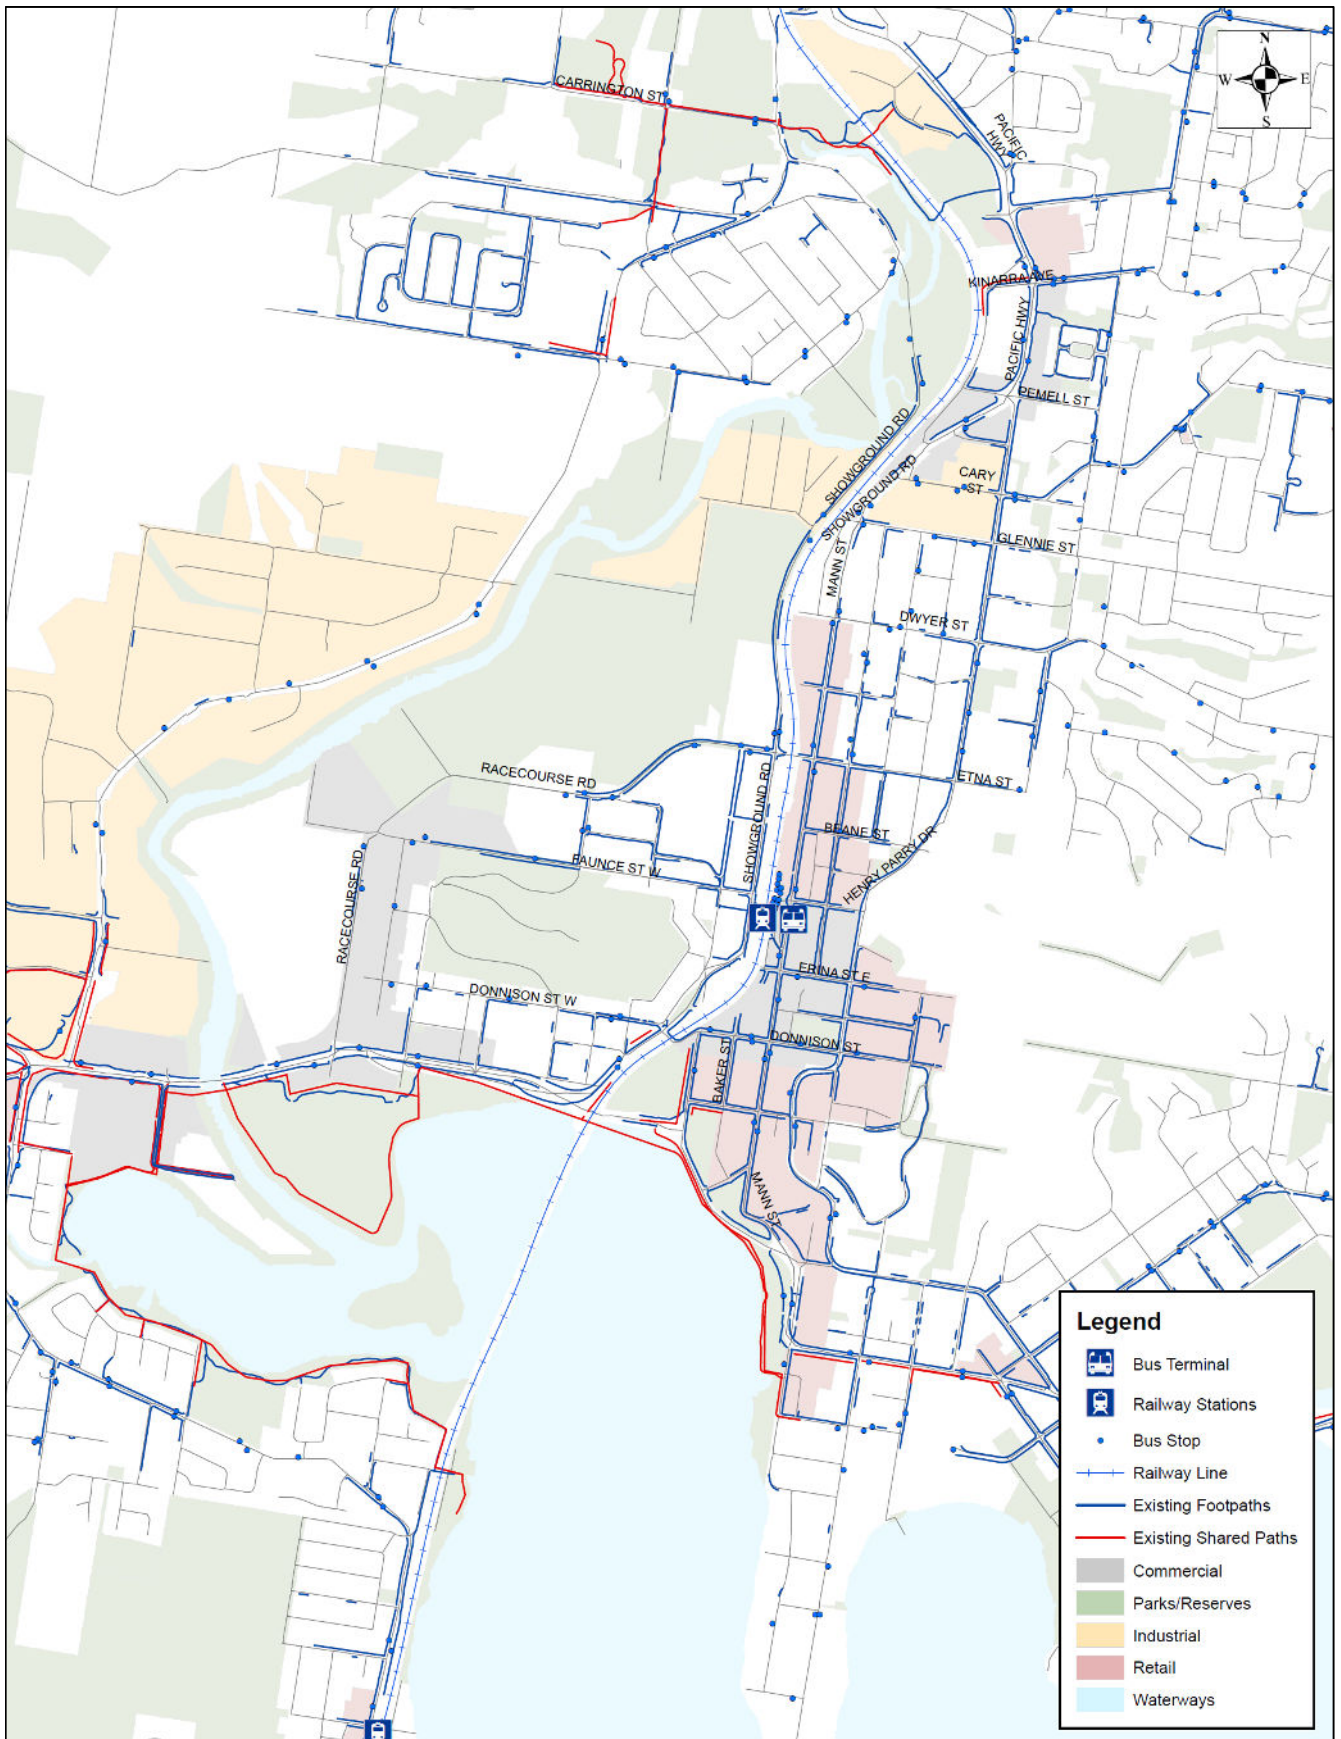 N
W E
S
CARRINGTON ST
PACIFIC
HWY
KINARRA AVE
PACIFIC HWY
PEMELL ST
SHOWGROUND RD
SHOWGROUND RD
CARY
ST
GLENNIE ST
MANN ST
DWYER ST
RACECOURSE RD
ETNA ST
SHOWGROUND RD
BEANE ST
FAUNCE ST W
HENRY PARRY DR
RACECOURSE RD
ERINA ST E
DONNISON ST W
DONNISON ST
BAKER ST
MANN ST
Legend
Bus Terminal
Railway Stations
Bus Stop
Railway Line
Existing Footpaths
Existing Shared Paths
Commercial
Parks/Reserves
Industrial
Retail
Waterways